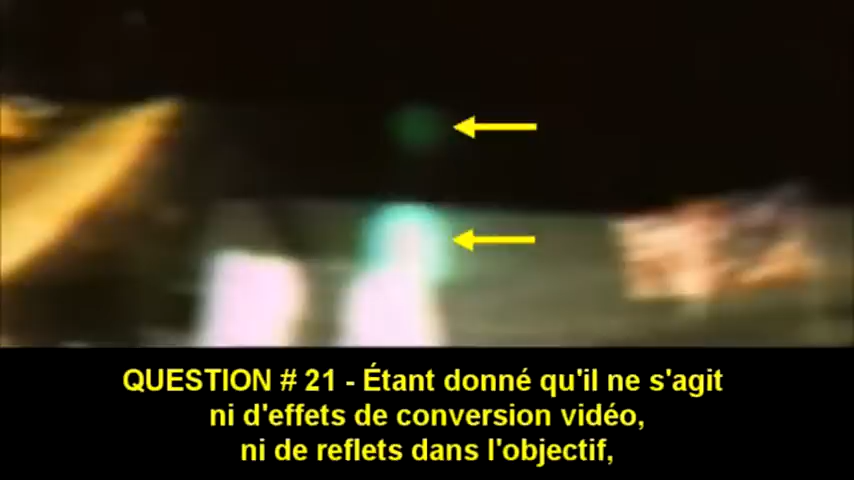 QUESTION # 21 - Étant donné qu'il ne s'agit
ni d'effets de conversion vidéo,
ni de reflets dans l'objectif,